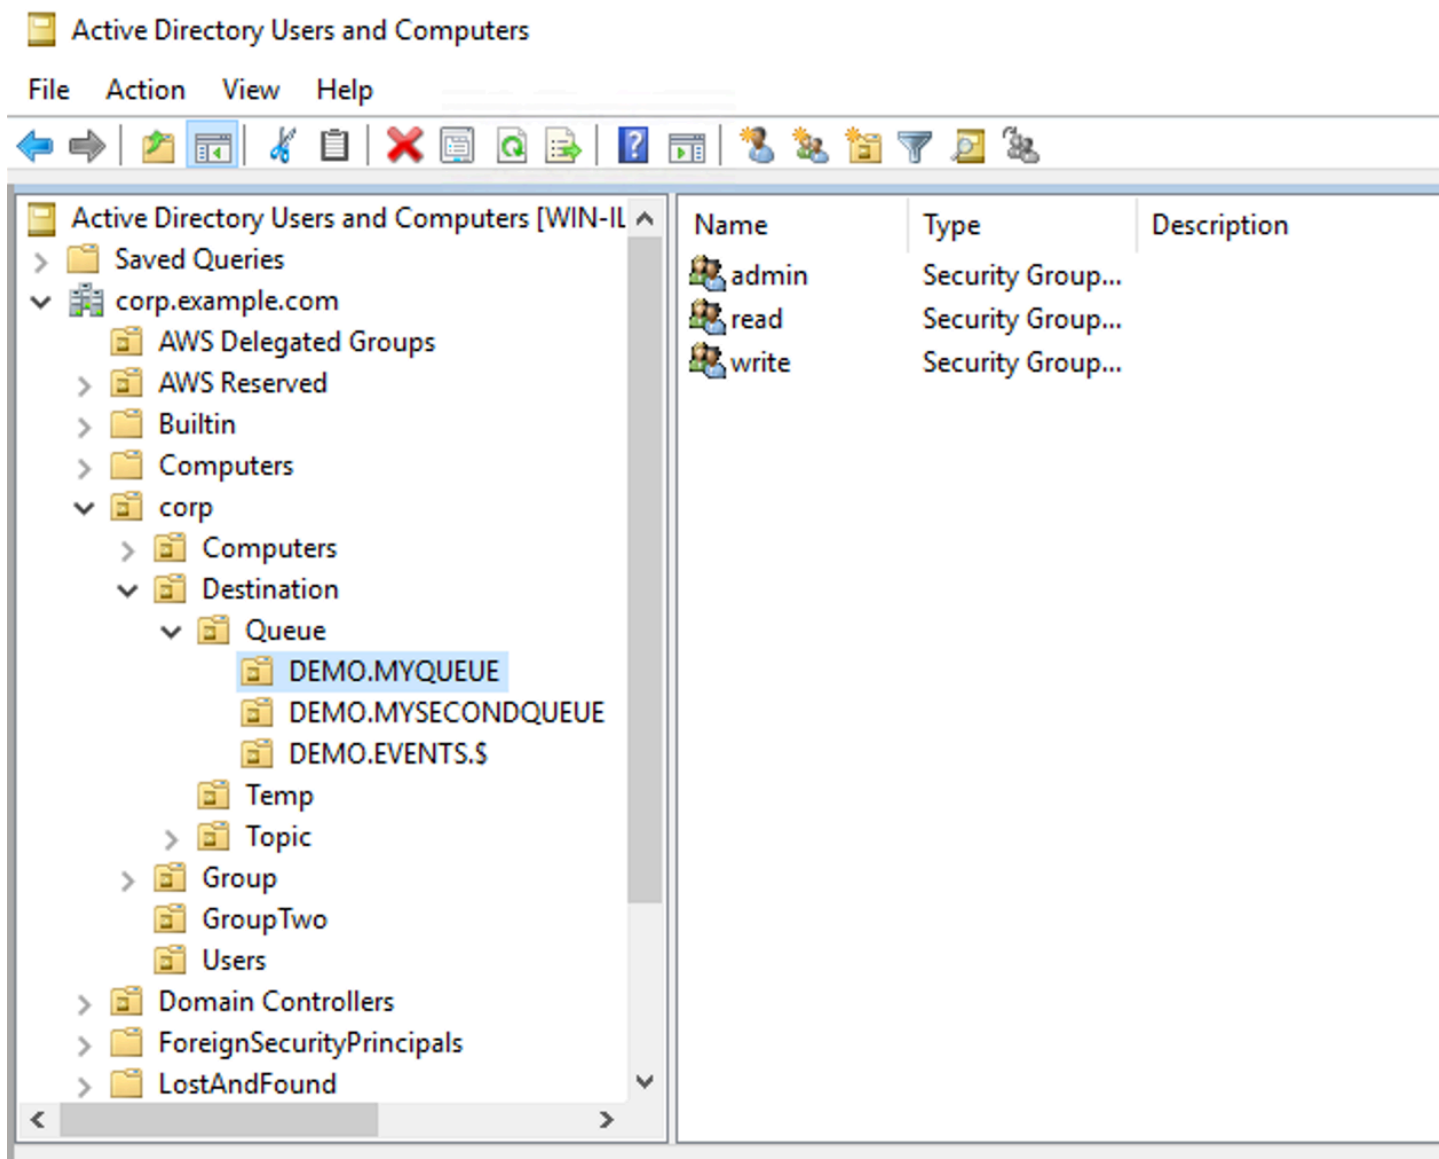 Active Directory Users and Computers
File Action View Help
Active Directory Users and Computers [WIN-IL
Saved Queries
corp.example.com
AWS Delegated Groups
AWS Reserved
Builtin
Computers
corp
Computers
Destination
Queue
DEMO.MYQUEUE
DEMO.MYSECONDQUEUE
DEMO.EVENTS.$
Temp
Topic
Group
GroupTwo
Users
Domain Controllers
ForeignSecurityPrincipals
LostAndFound
Name Type Description
admin Security Group...
read Security Group...
write Security Group...